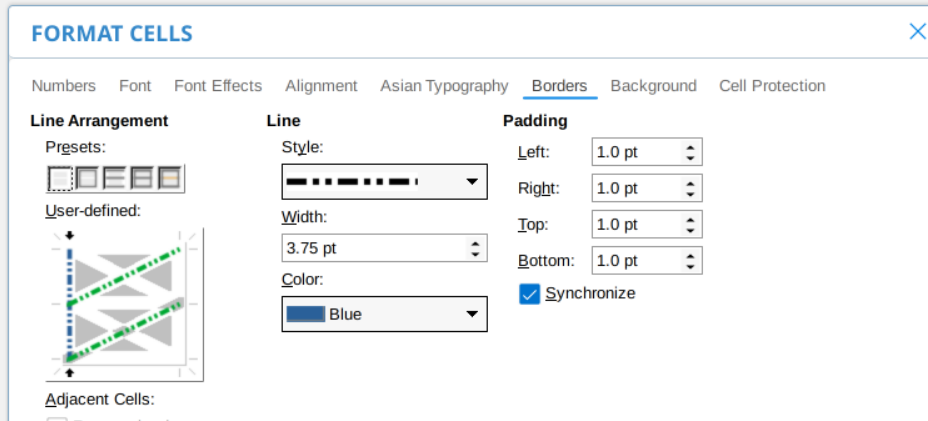 FORMAT CELLS
Numbers Font Font Effects Alignment Asian Typography Borders Background Cell Protection
Line Arrangement
Presets:
User-defined:
Adjacent Cells:
Line
Style:
Width:
3.75 pt
Color:
Blue
Padding
Left: 1.0 pt
Right: 1.0 pt
Top: 1.0 pt
Bottom: 1.0 pt
Synchronize